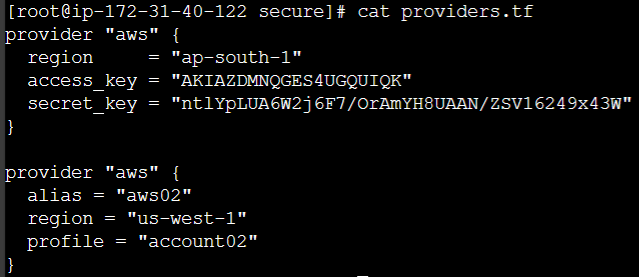 [root@ip-172-31-40-122 secure]# cat providers.tf
provider "aws" {
  region     = "ap-south-1"
  access_key = "AKIAZDMNQGES4UGQUIQK"
  secret_key = "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"
}

provider "aws" {
  alias = "aws02"
  region = "us-west-1"
  profile = "account02"
}